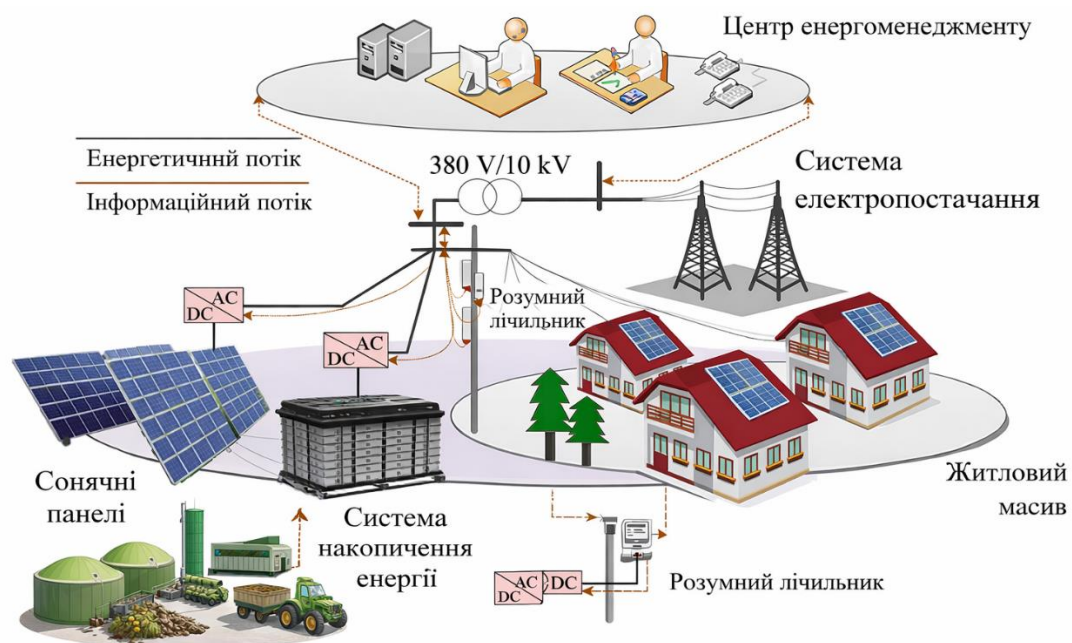 Центр енергоменеджменту
Енергетичннй потік
Інформаційний потік
380 V/10 kV
Система
електропостачання
AC
DC
Розумний
лічильник
AC
DC
Сонячні
панелі
Система
накопичення
енергії
Житловий
масив
AC
DC
DC
Розумний лічильник